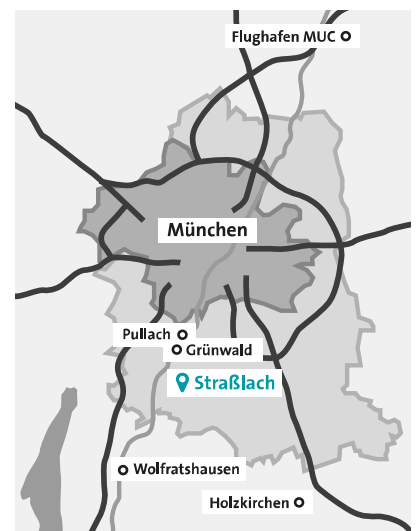 Flughafen MUC
München
Pullach
Grünwald
Straßlach
Wolfratshausen
Holzkirchen